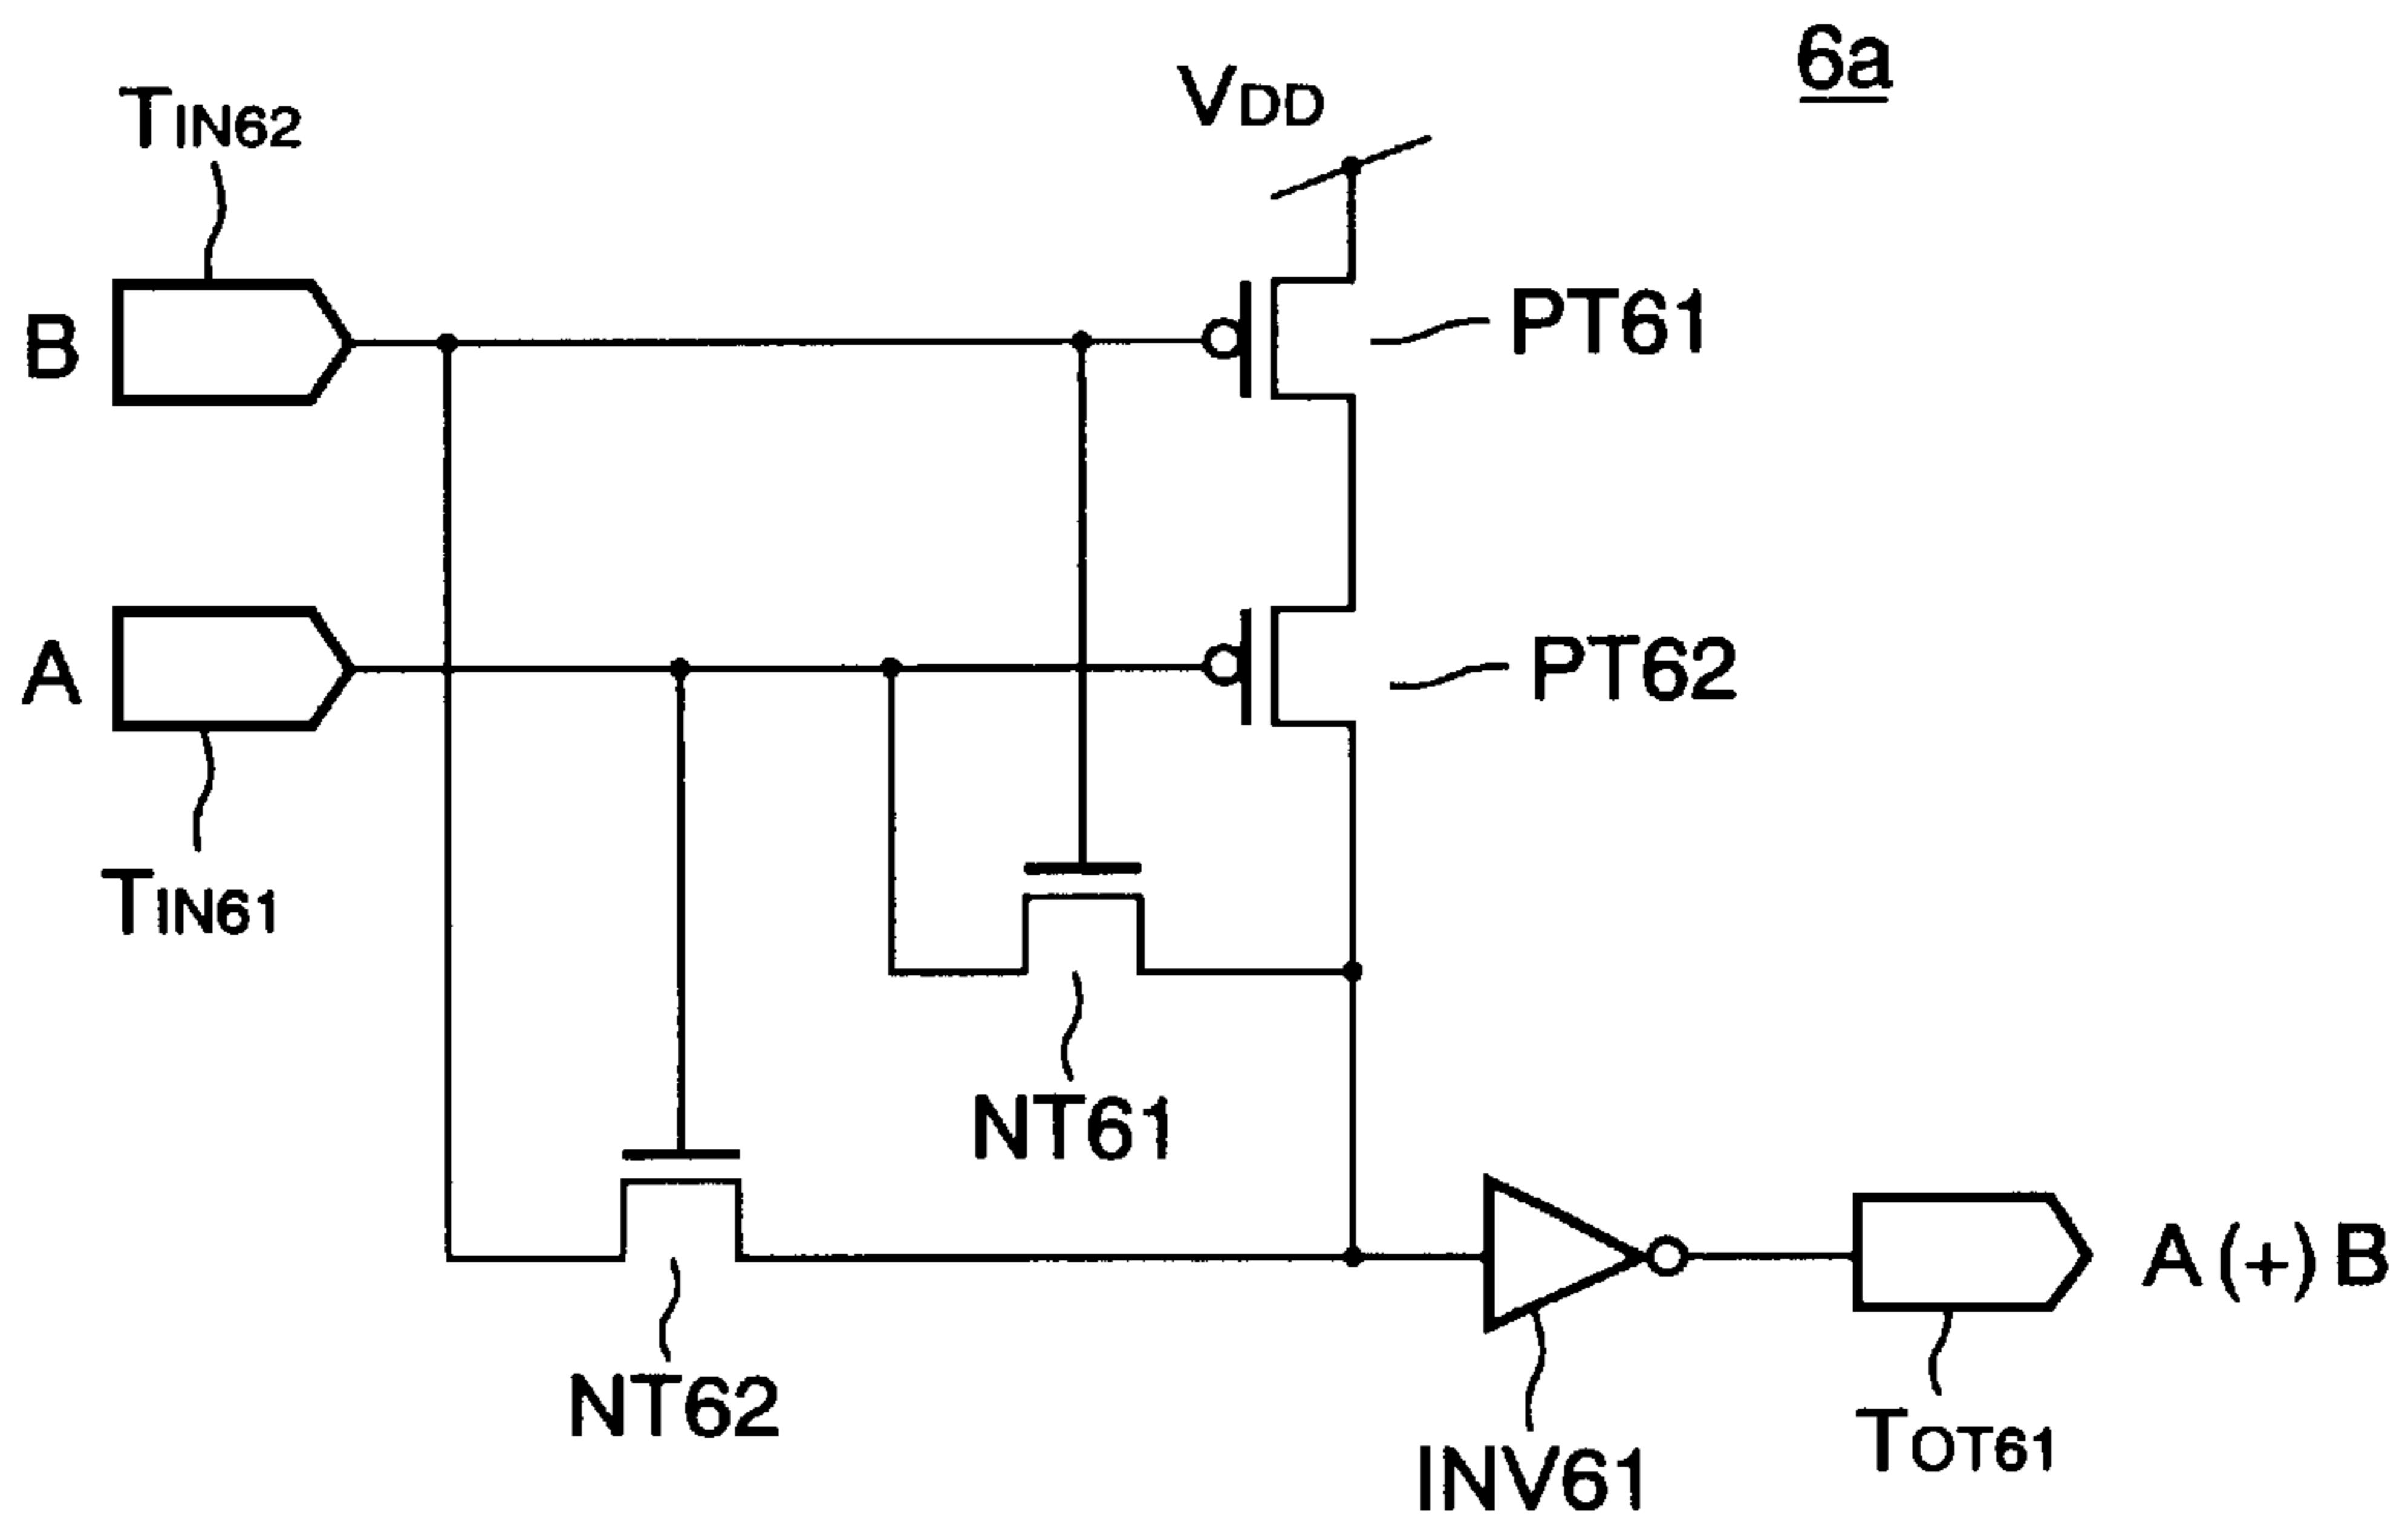 6a
VDD
TIN62
B
PT61
A
PT62
TIN61
NT61
NT62
A (+) B
INV61
TOT61